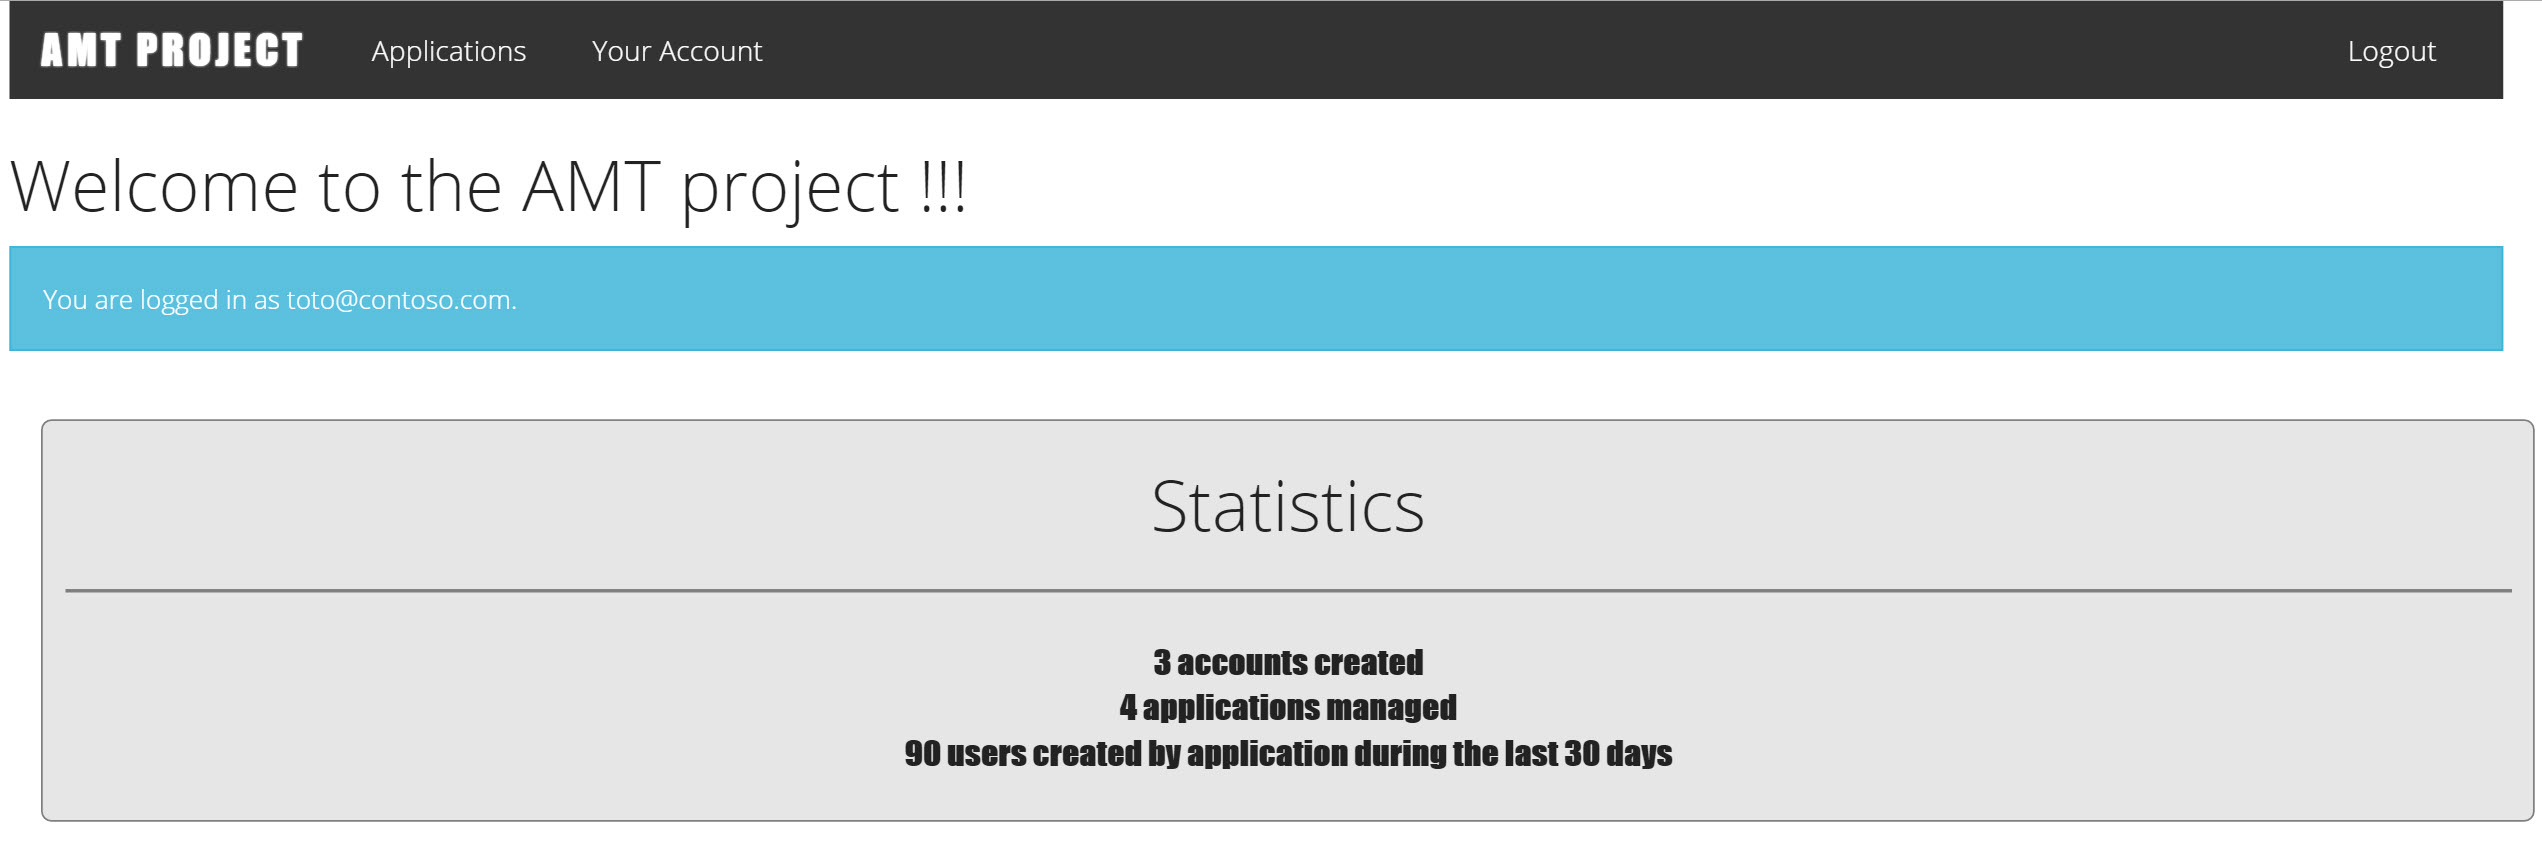 AMT PROJECT Applications Your Account Logout
Welcome to the AMT project !!!
You are logged in as toto@contoso.com.
Statistics
3 accounts created
4 applications managed
90 users created by application during the last 30 days